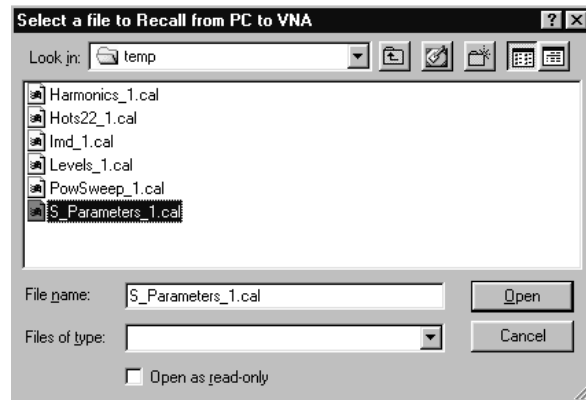 Select a file to Recall from PC to VNA
Look in: temp
Harmonics_1.cal
Hots22_1.cal
Imd_1.cal
Levels_1.cal
PowSweep_1.cal
S_Parameters_1.cal
File name: S_Parameters_1.cal Open
Files of type: Cancel
Open as read-only